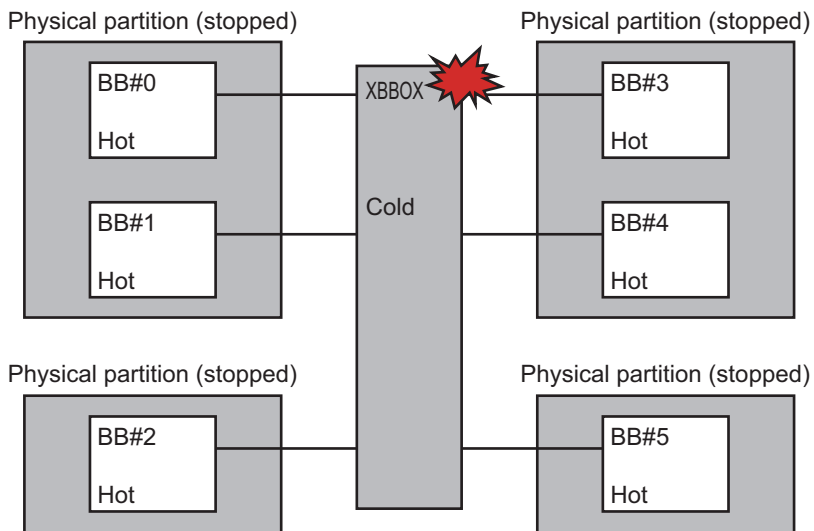 Physical partition (stopped)
Physical partition (stopped)
BB#0
Hot
XBBOX
BB#3
Hot
BB#1
Hot
Cold
BB#4
Hot
Physical partition (stopped)
Physical partition (stopped)
BB#2
Hot
BB#5
Hot